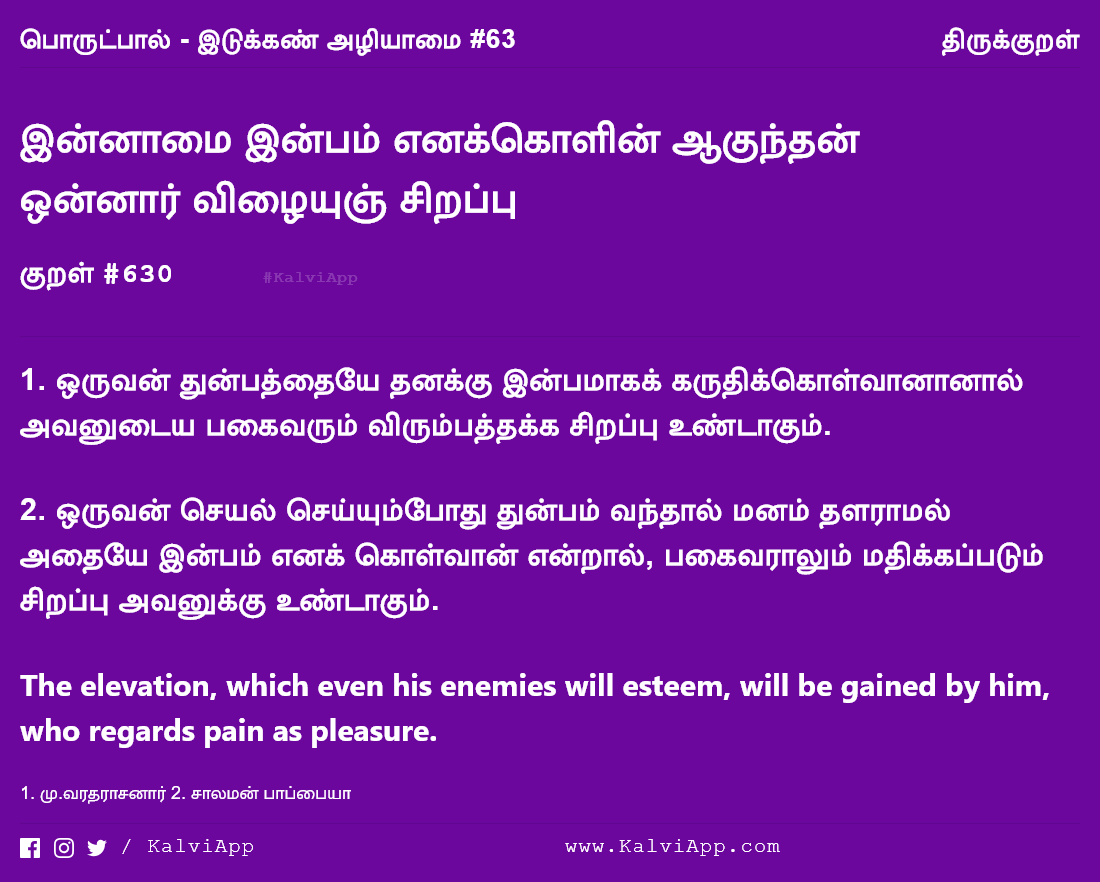 பொருட்பால் - இடுக்கண் அழியாமை #63
திருக்குறள்
இன்னாமை இன்பம் எனக்கொளின் ஆகுந்தன்
ஒன்னார் விழையுஞ் சிறப்பு
குறள் #630
#KalviApp
1. ஒருவன் துன்பத்தையே தனக்கு இன்பமாகக் கருதிக்கொள்வானானால்
அவனுடைய பகைவரும் விரும்பத்தக்க சிறப்பு உண்டாகும்.
2. ஒருவன் செயல் செய்யும்போது துன்பம் வந்தால் மனம் தளராமல்
அதையே இன்பம் எனக் கொள்வான் என்றால், பகைவராலும் மதிக்கப்படும்
சிறப்பு அவனுக்கு உண்டாகும்.
The elevation, which even his enemies will esteem, will be gained by him,
who regards pain as pleasure.
1. மு.வரதராசனார் 2. சாலமன் பாப்பையா
/ KalviApp
www.KalviApp.com